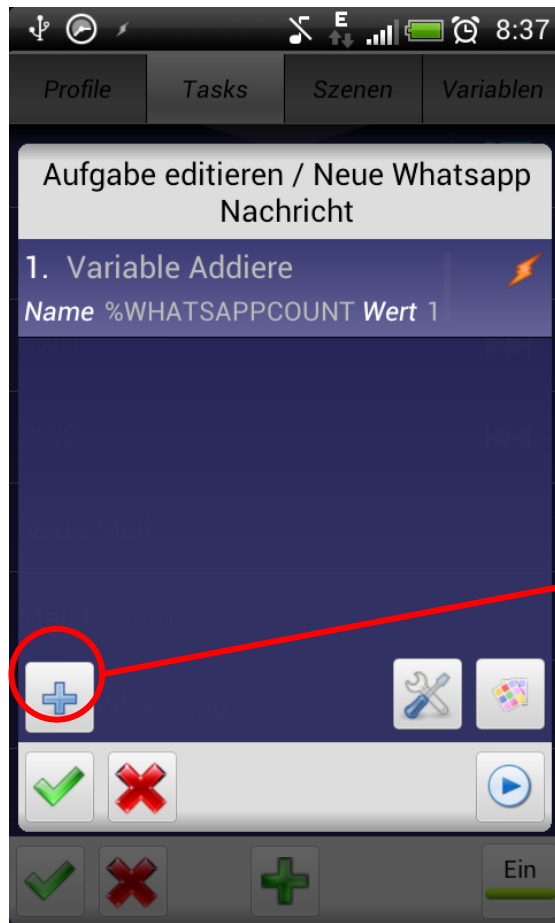 E
8:37
Profile Tasks Szenen Variablen
Aufgabe editieren / Neue Whatsapp
Nachricht
1. Variable Addiere
Name %WHATSAPPCOUNT Wert 1
Ein